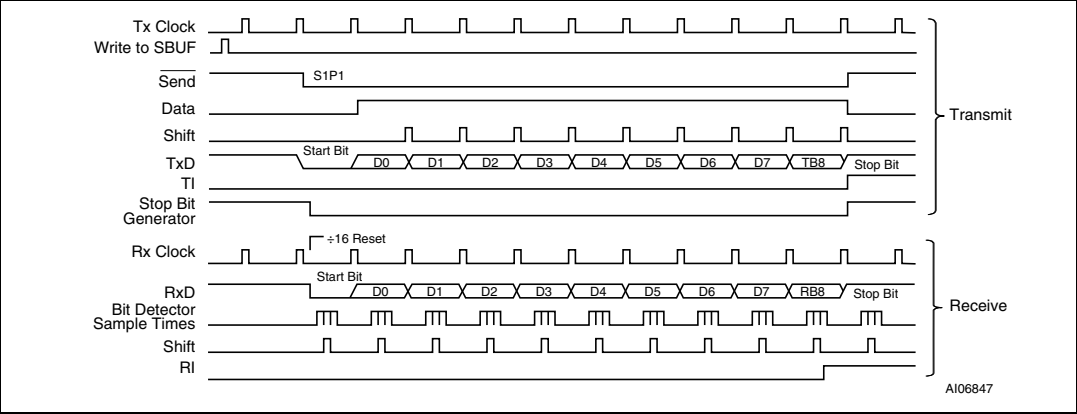 Tx Clock
Write to SBUF
Send
S1P1
Data
Shift
TxD
Start Bit
D0 D1 D2 D3 D4 D5 D6 D7 TB8
Stop Bit
TI
Stop Bit
Generator
Transmit
Rx Clock
÷16 Reset
RxD
Start Bit
D0 D1 D2 D3 D4 D5 D6 D7 RB8
Stop Bit
Bit Detector
Sample Times
Shift
RI
Receive
AI06847